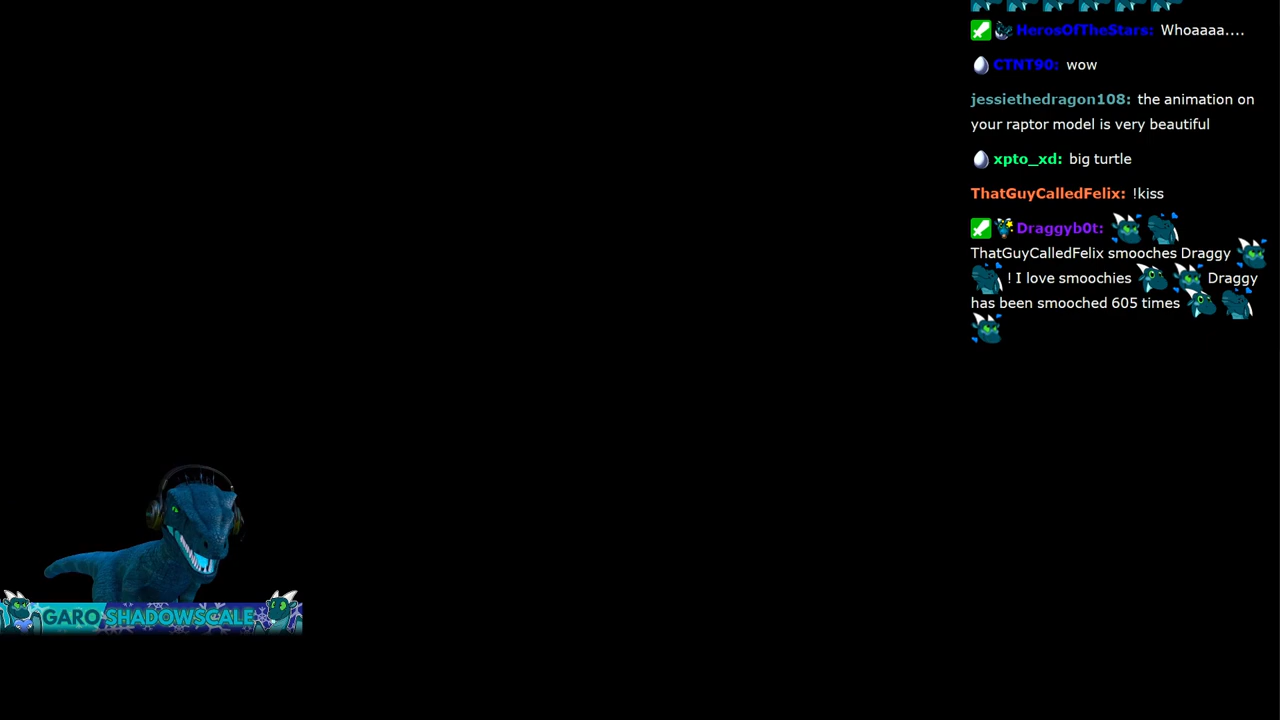 HerosOfTheStars: Whoaaaa....
CTNT90: wow
jessiethedragon108: the animation on
your raptor model is very beautiful
xpto_xd: big turtle
ThatGuyCalledFelix: !kiss
Draggyb0t:
ThatGuyCalledFelix smooches Draggy
! I love smoochies Draggy
has been smooched 605 times
GARO SHADOWSCALE